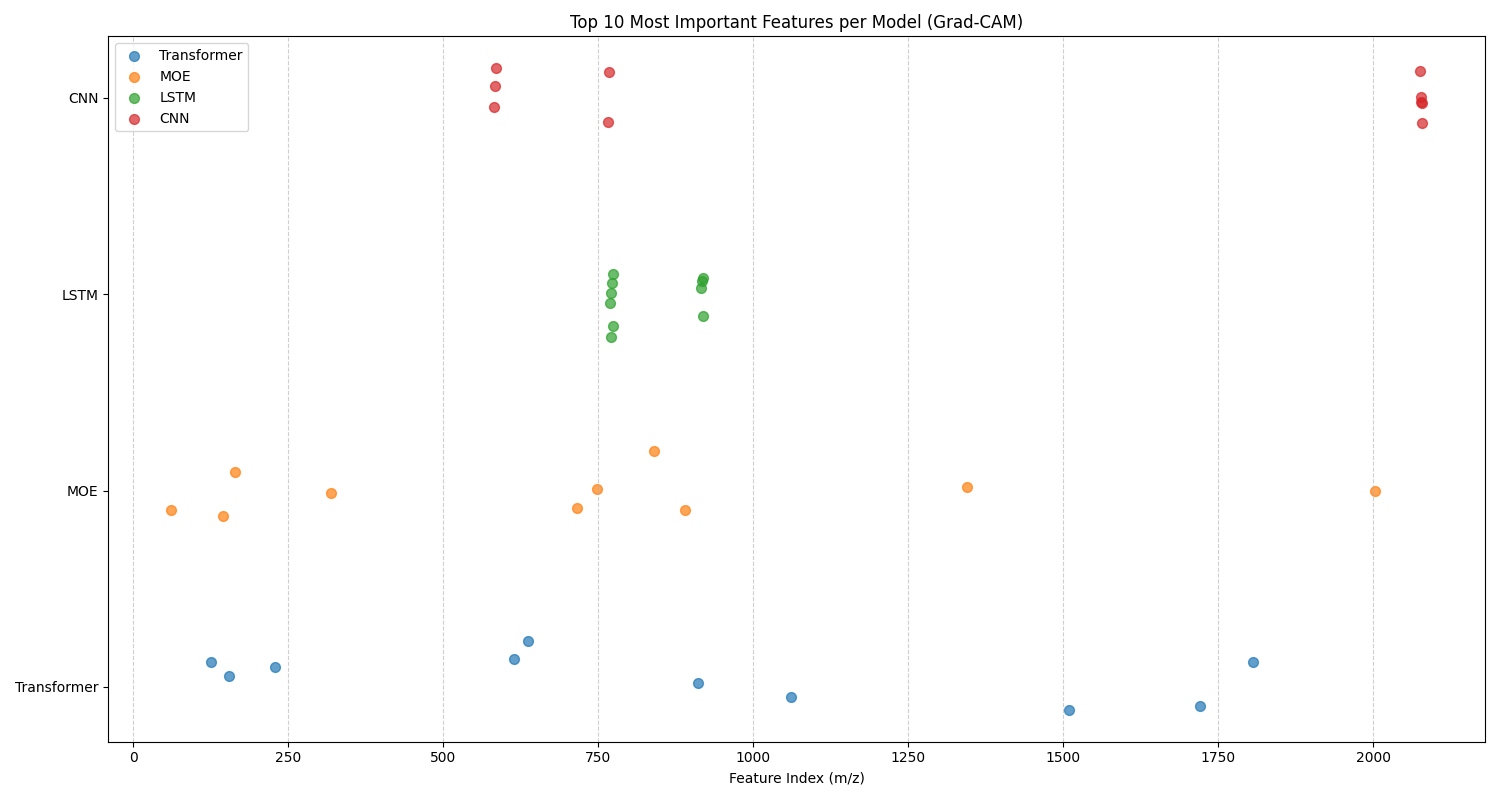 Top 10 Most Important Features per Model (Grad-CAM)
Transformer
MOE
LSTM
CNN
CNN
LSTM
MOE
Transformer
0 250 500 750 1000 1250 1500 1750 2000
Feature Index (m/z)